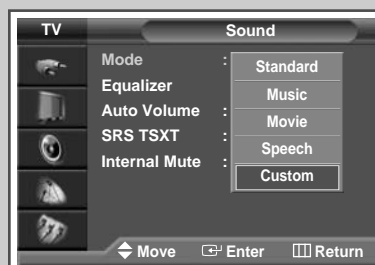 TV Sound
Mode :
Equalizer
Auto Volume :
SRS TSXT :
Internal Mute :
Standard
Music
Movie
Speech
Custom
Move Enter Return